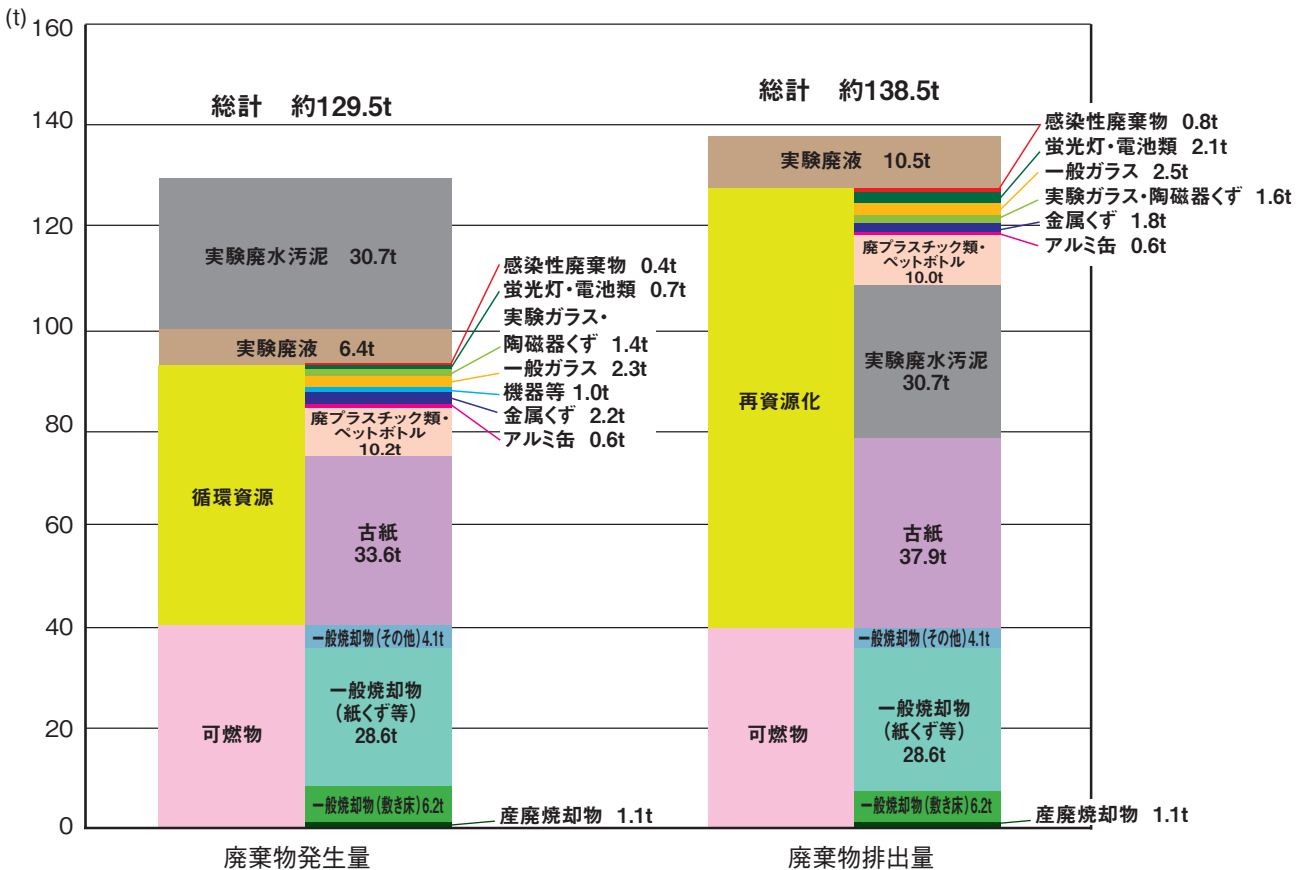 (t)
160
140
120
100
80
60
40
20
0
総計 約129.5t
実験廃水汚泥 30.7t
実験廃液 6.4t
循環資源
可燃物
感染性廃棄物 0.4t
蛍光灯・電池類 0.7t
実験ガラス・
陶磁器くず 1.4t
一般ガラス 2.3t
機器等 1.0t
金属くず 2.2t
アルミ缶 0.6t
廃プラスチック類・
ペットボトル
10.2t
古紙
33.6t
一般焼却物(その他)4.1t
一般焼却物
(紙くず等)
28.6t
一般焼却物(敷き床)6.2t
産廃焼却物 1.1t
廃棄物発生量
総計 約138.5t
実験廃液 10.5t
再資源化
可燃物
感染性廃棄物 0.8t
蛍光灯・電池類 2.1t
一般ガラス 2.5t
実験ガラス・陶磁器くず 1.6t
金属くず 1.8t
アルミ缶 0.6t
廃プラスチック類・
ペットボトル
10.0t
実験廃水汚泥
30.7t
古紙
37.9t
一般焼却物(その他)4.1t
一般焼却物
(紙くず等)
28.6t
一般焼却物(敷き床)6.2t
産廃焼却物 1.1t
廃棄物排出量